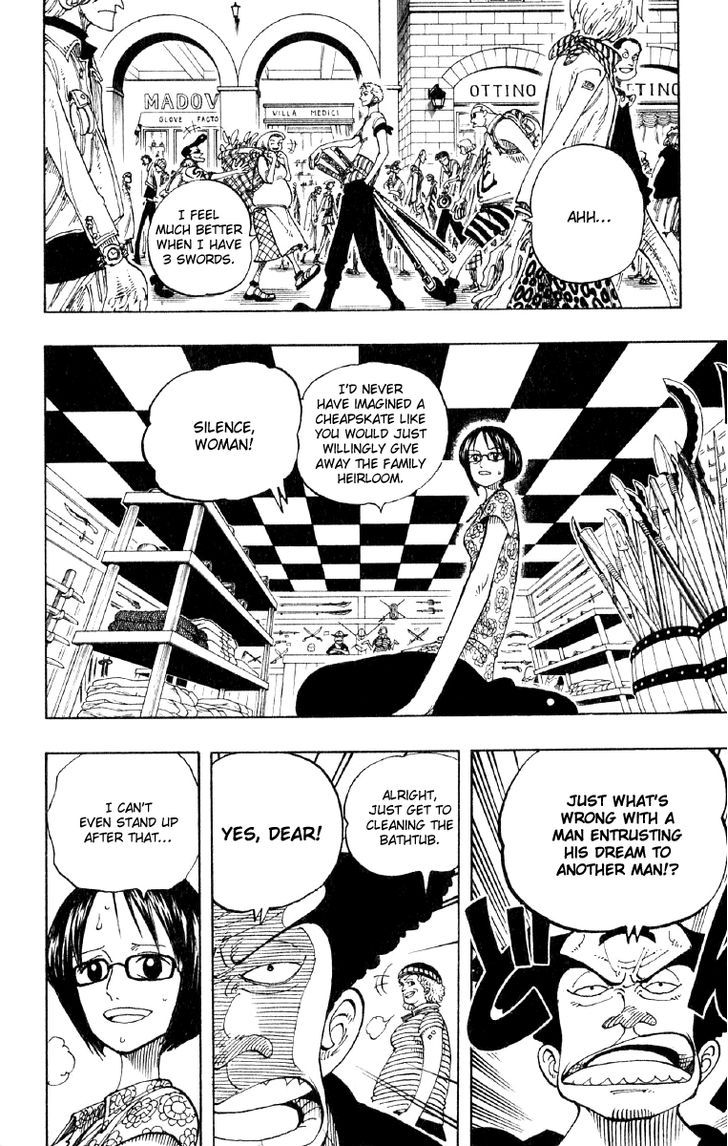 AHH...
MADOV
GLOVE FACTO
VILLA MEDICI
OTTINO
OTTINO
I FEEL
MUCH BETTER
WHEN I HAVE
3 SWORDS.
I'D NEVER
HAVE IMAGINED A
CHEAPSKATE LIKE
YOU WOULD JUST
WILLINGLY GIVE
AWAY THE FAMILY
HEIRLOOM.
SILENCE,
WOMAN!
JUST WHAT'S
WRONG WITH A
MAN ENTRUSTING
HIS DREAM TO
ANOTHER MAN!?
ALRIGHT,
JUST GET TO
CLEANING THE
BATHTUB.
YES, DEAR!
I CAN'T
EVEN STAND UP
AFTER THAT...